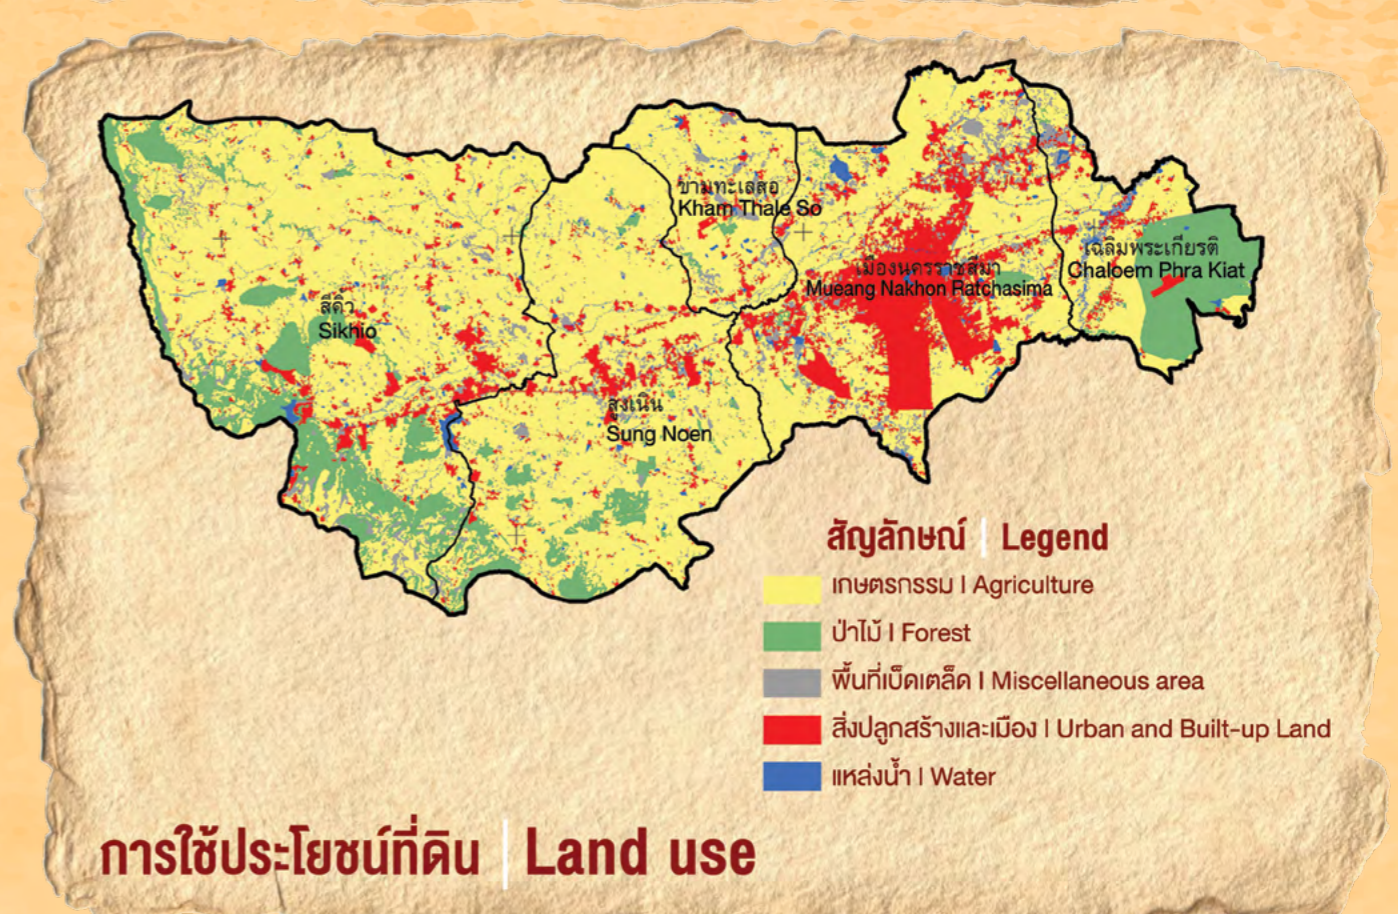 ขามทะเลสอ
Kham Thale So
เมืองนครราชสีมา
Mueang Nakhon Ratchasima
เฉลิมพระเกียรติ
Chaloem Phra Kiat
สีคิ้ว
Sikhio
สูงเนิน
Sung Noen
สัญลักษณ์ | Legend
เกษตรกรรม | Agriculture
ป่าไม้ | Forest
พื้นที่เบ็ดเตล็ด | Miscellaneous area
สิ่งปลูกสร้างและเมือง | Urban and Built-up Land
แหล่งน้ำ | Water
การใช้ประโยชน์ที่ดิน | Land use